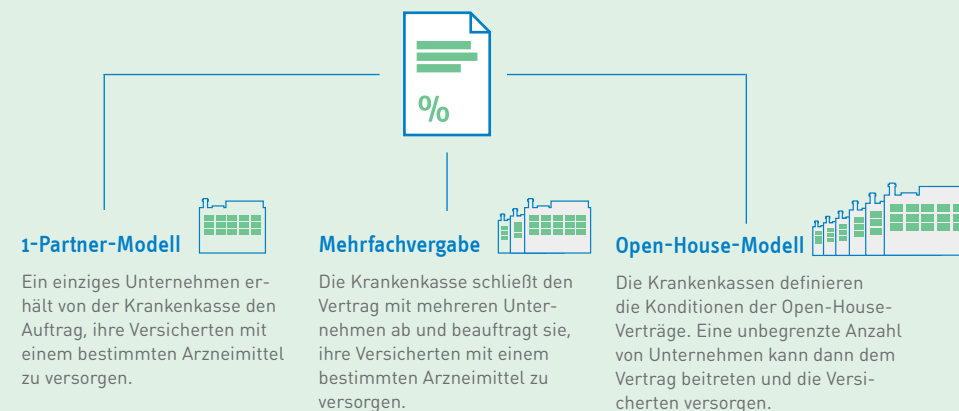 %
1-Partner-Modell
Ein einziges Unternehmen er-
hält von der Krankenkasse den
Auftrag, ihre Versicherten mit
einem bestimmten Arzneimittel
zu versorgen.
Mehrfachvergabe
Die Krankenkasse schließt den
Vertrag mit mehreren Unter-
nehmen ab und beauftragt sie,
ihre Versicherten mit einem
bestimmten Arzneimittel zu
versorgen.
Open-House-Modell
Die Krankenkassen definieren
die Konditionen der Open-House-
Verträge. Eine unbegrenzte Anzahl
von Unternehmen kann dann dem
Vertrag beitreten und die Versi-
cherten versorgen.